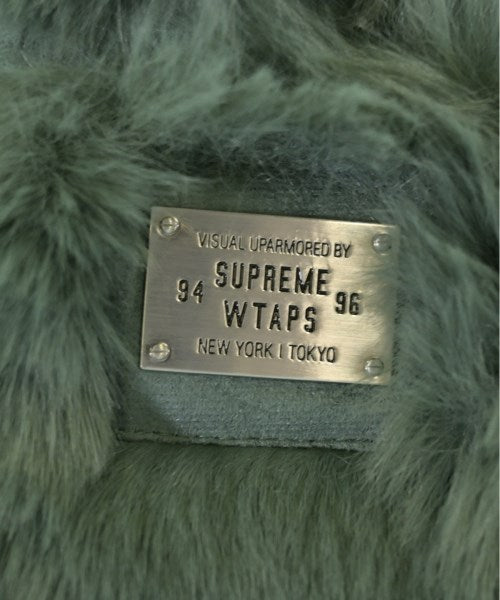 VISUAL UPARMORED BY
94 SUPREME 96
WTAPS
NEW YORK | TOKYO